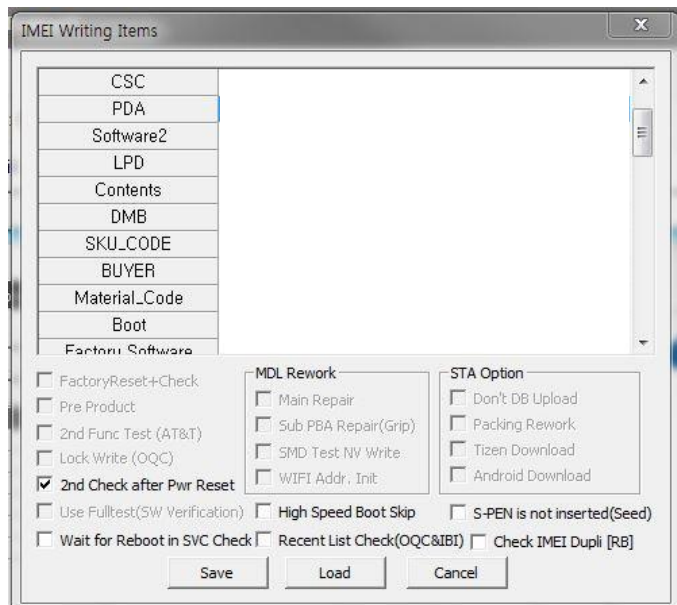 IMEI Writing Items
CSC
PDA
Software2
LPD
Contents
DMB
SKU_CODE
BUYER
Material_Code
Boot
Factory Software
FactoryReset+Check
Pre Product
2nd Func Test (AT&T)
Lock Write (OQC)
2nd Check after Pwr Reset
Use Fulltest(SW Verification)
Wait for Reboot in SVC Check
MDL Rework
Main Repair
Sub PBA Repair(Grip)
SMD Test NV Write
WIFI Addr. Init
High Speed Boot Skip
Recent List Check(OQC&IBI)
STA Option
Don't DB Upload
Packing Rework
Tizen Download
Android Download
S-PEN is not inserted(Seed)
Check IMEI Dupli [RB]
Save
Load
Cancel